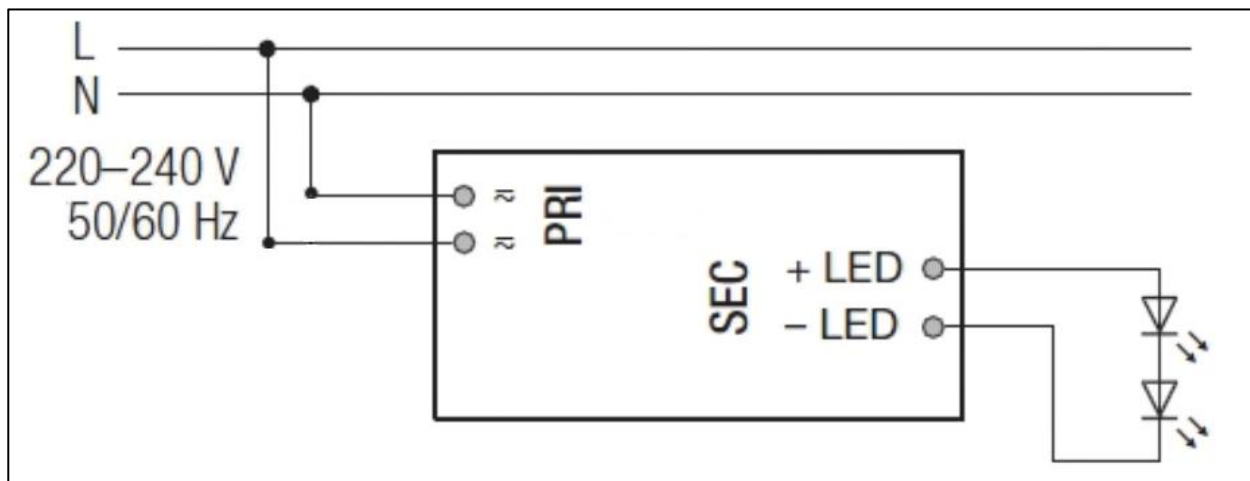 L
N
220–240 V
50/60 Hz
PRI
SEC
+ LED
– LED